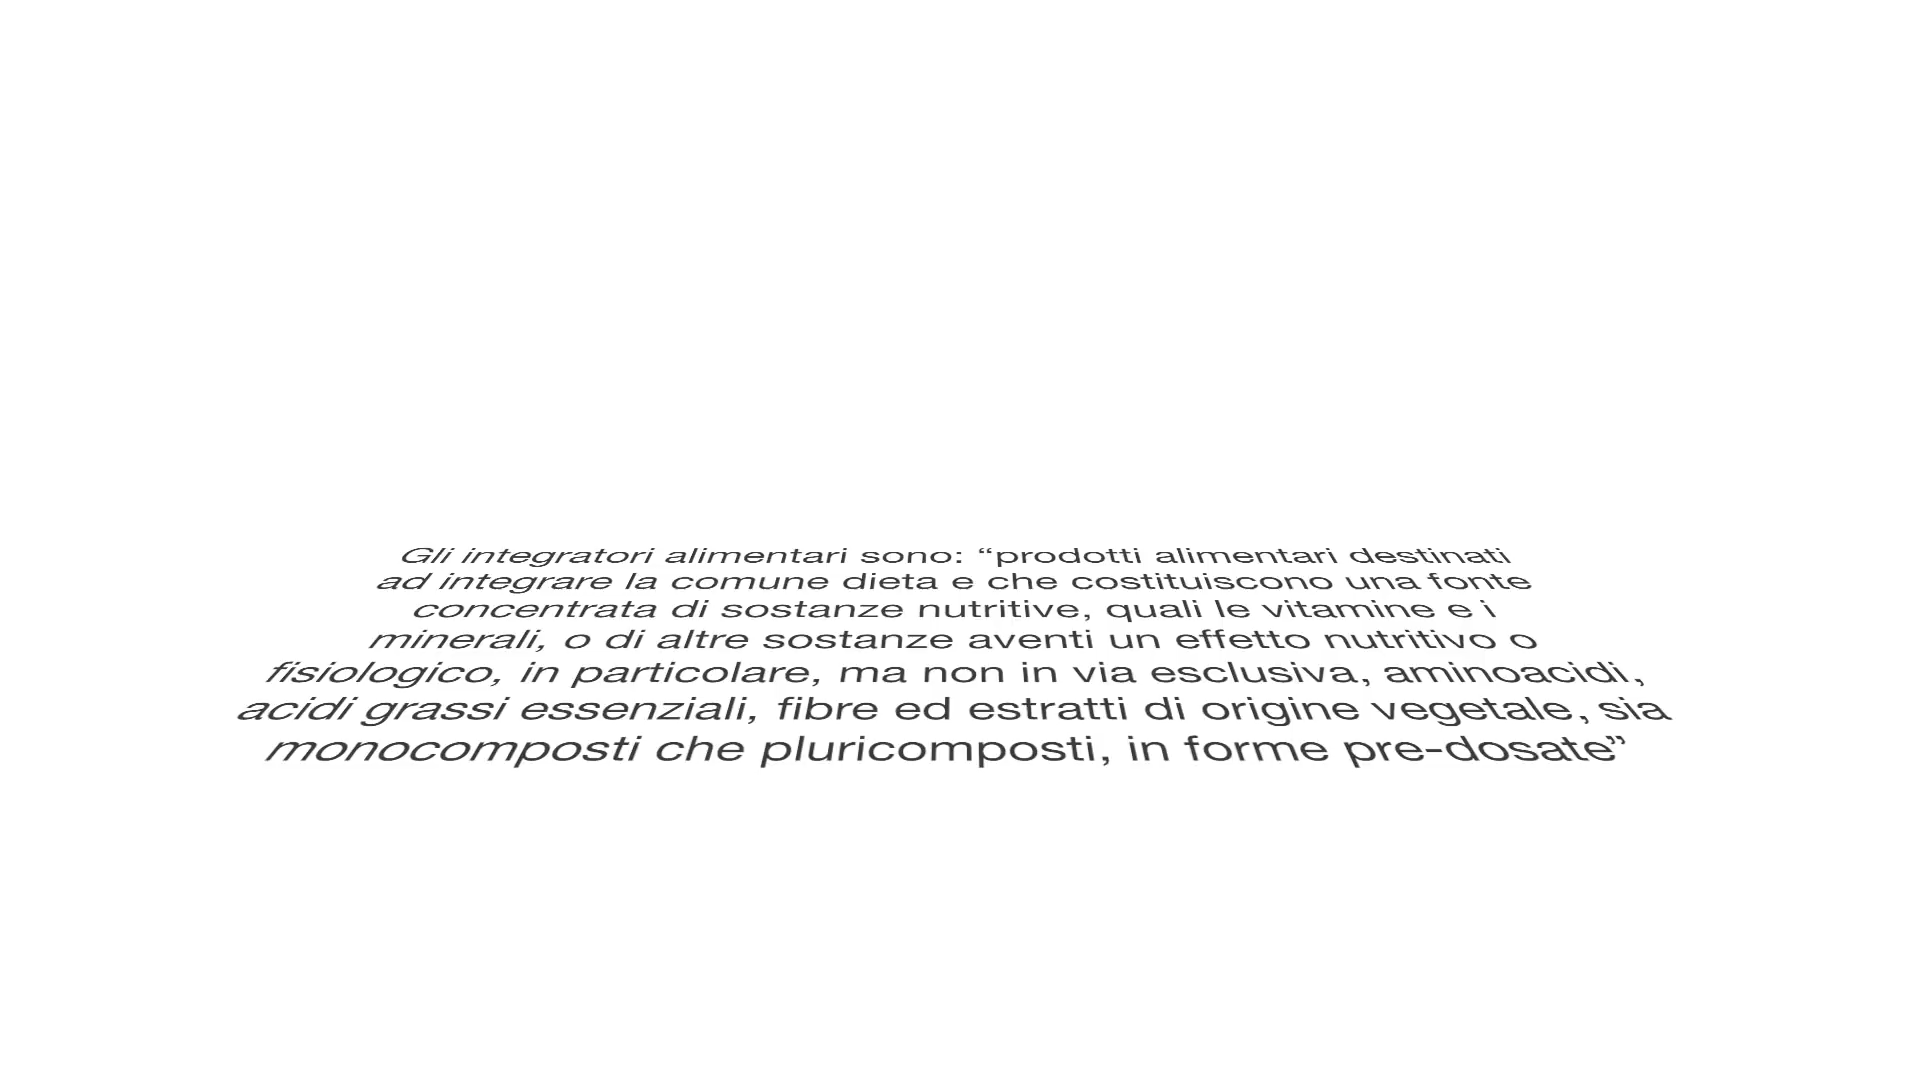 Gli integratori alimentari sono: “prodotti alimentari destinati
ad integrare la comune dieta e che costituiscono una fonte
concentrata di sostanze nutritive, quali le vitamine e i
minerali, o di altre sostanze aventi un effetto nutritivo o
fisiologico, in particolare, ma non in via esclusiva, aminoacidi,
acidi grassi essenziali, fibre ed estratti di origine vegetale, sia
monocomposti che pluricomposti, in forme pre-dosate”